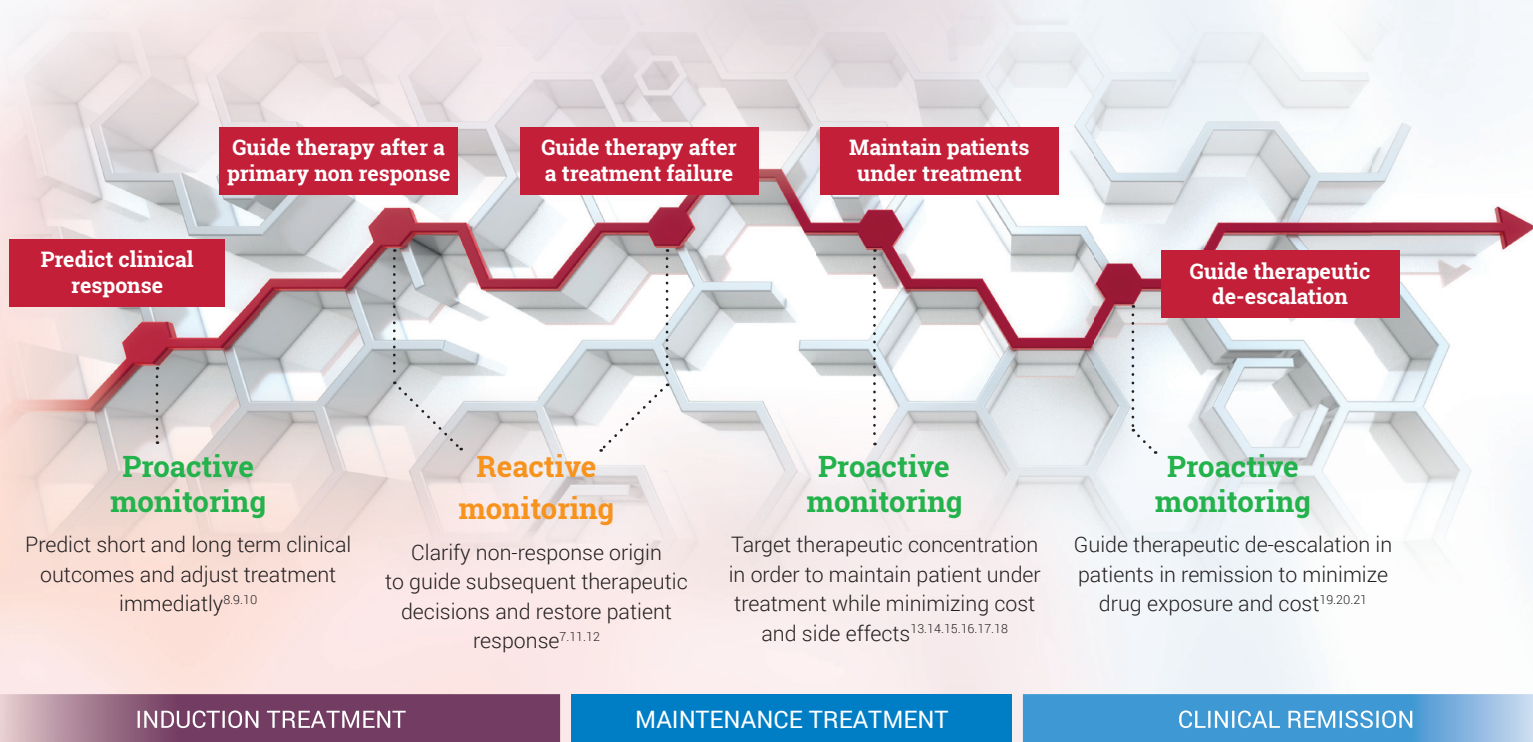 Guide therapy after a
primary non response
Guide therapy after
a treatment failure
Maintain patients
under treatment
Predict clinical
response
Guide therapeutic
de-escalation
Proactive
monitoring
Predict short and long term clinical
outcomes and adjust treatment
immediatly8.9.10
Reactive
monitoring
Clarify non-response origin
to guide subsequent therapeutic
decisions and restore patient
response7.11.12
Proactive
monitoring
Target therapeutic concentration
in order to maintain patient under
treatment while minimizing cost
and side effects13.14.15.16.17.18
Proactive
monitoring
Guide therapeutic de-escalation in
patients in remission to minimize
drug exposure and cost19.20.21
INDUCTION TREATMENT
MAINTENANCE TREATMENT
CLINICAL REMISSION